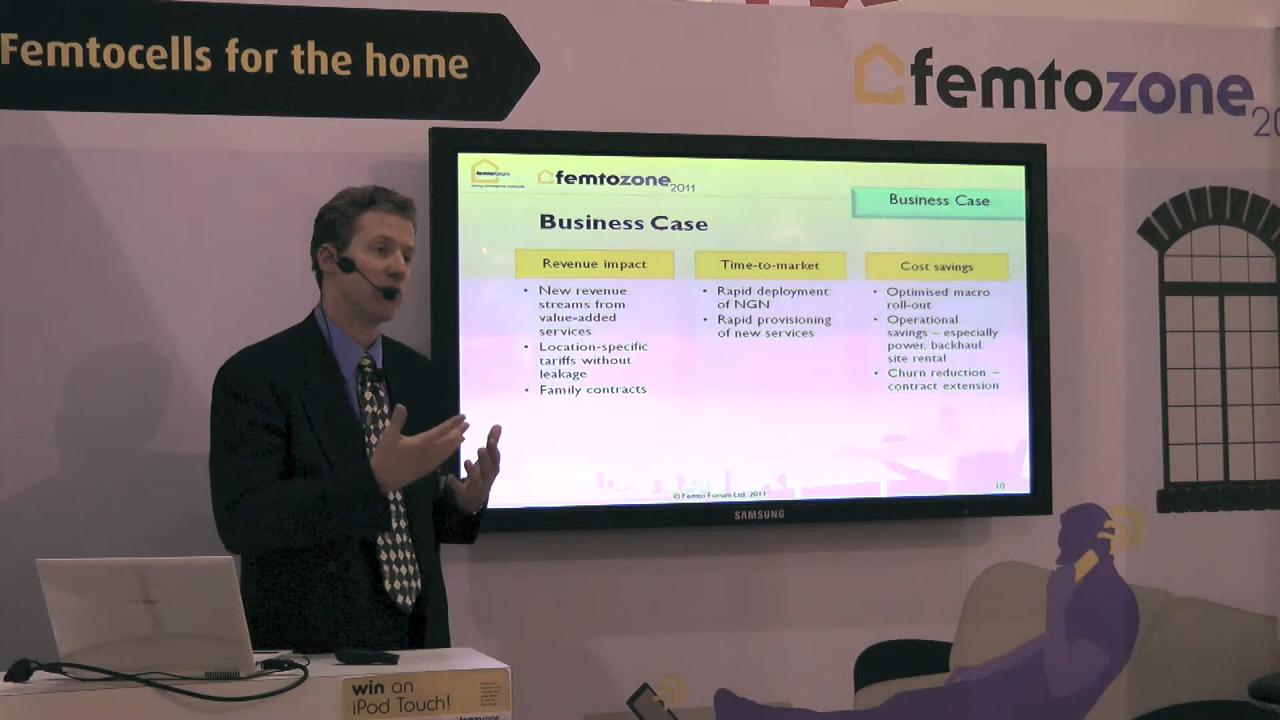 Femtocells for the home
femtozone
20
femtoforum
femtozone 2011
Business Case
Business Case
Revenue impact
• New revenue
streams from
value-added
services
• Location-specific
tariffs without
leakage
• Family contracts
Time-to-market
• Rapid deployment
of NGN
• Rapid provisioning
of new services
Cost savings
• Optimised macro
roll-out
• Operational
savings – especially
power, backhaul,
site rental
• Churn reduction –
contract extension
© Femto Forum Ltd. 2011
10
SAMSUNG
win an
iPod Touch!
femtozone